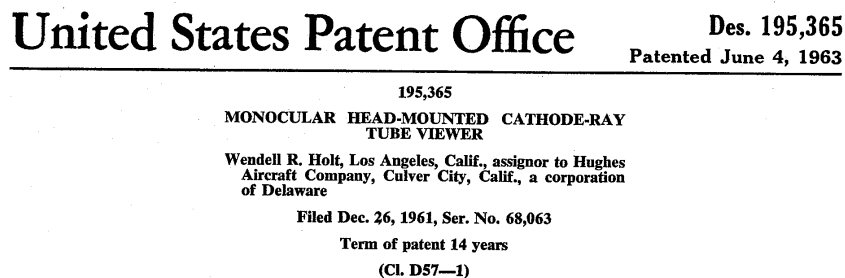 United States Patent Office
Des. 195,365
Patented June 4, 1963
195,365
MONOCULAR HEAD-MOUNTED CATHODE-RAY
TUBE VIEWER
Wendell R. Holt, Los Angeles, Calif., assignor to Hughes
Aircraft Company, Culver City, Calif., a corporation
of Delaware
Filed Dec. 26, 1961, Ser. No. 68,063
Term of patent 14 years
(Cl. D57—1)